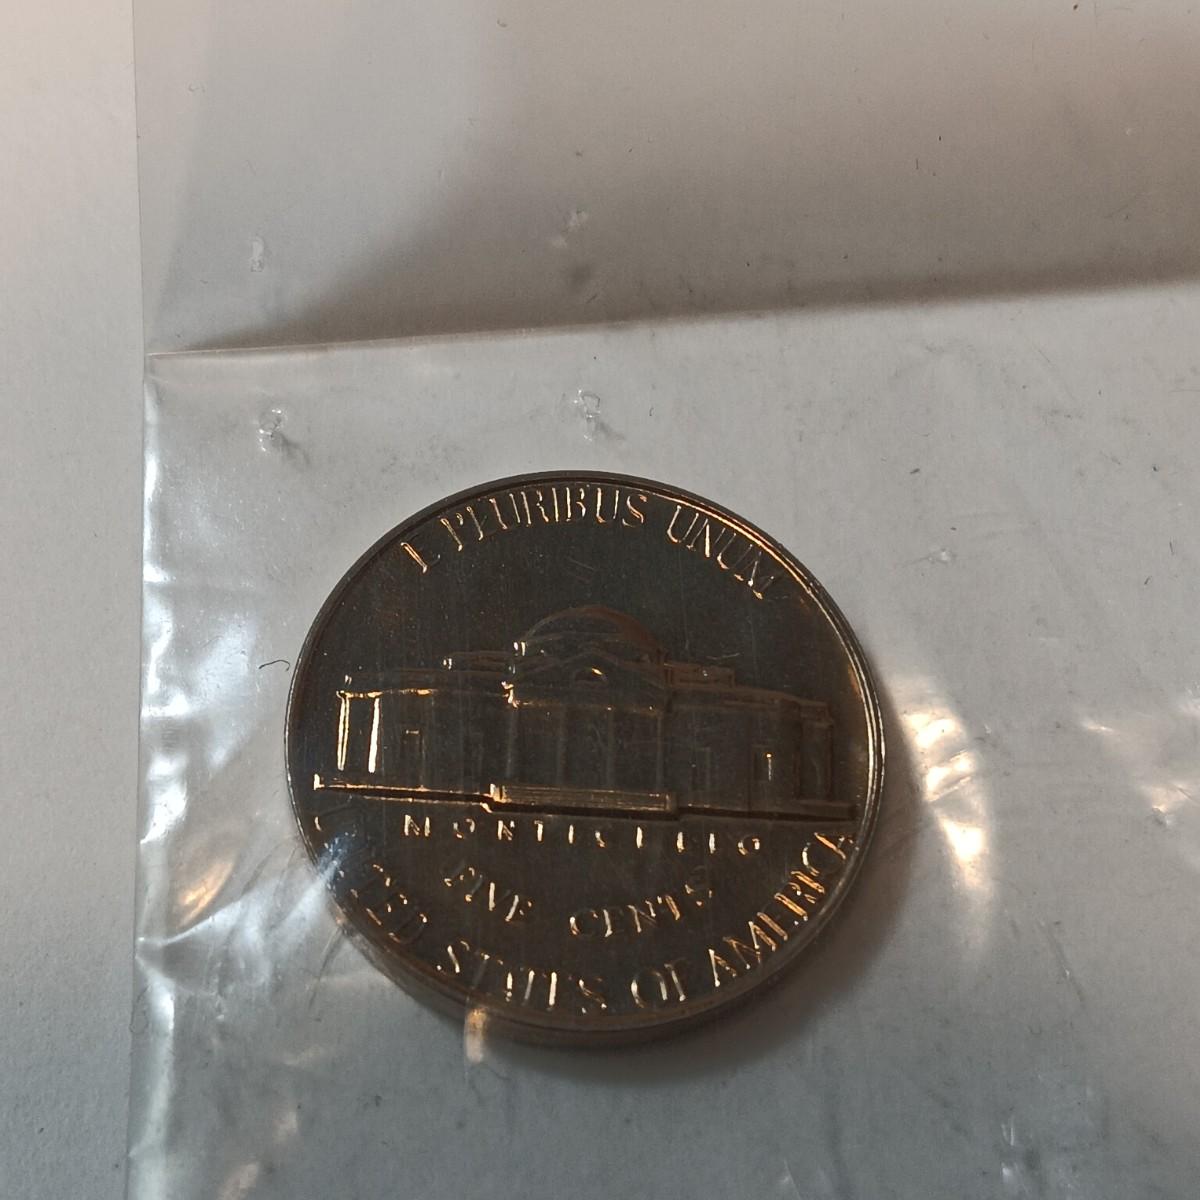 E PLURIBUS UNUM
MONTICELLO
FIVE CENTS
UNITED STATES OF AMERICA